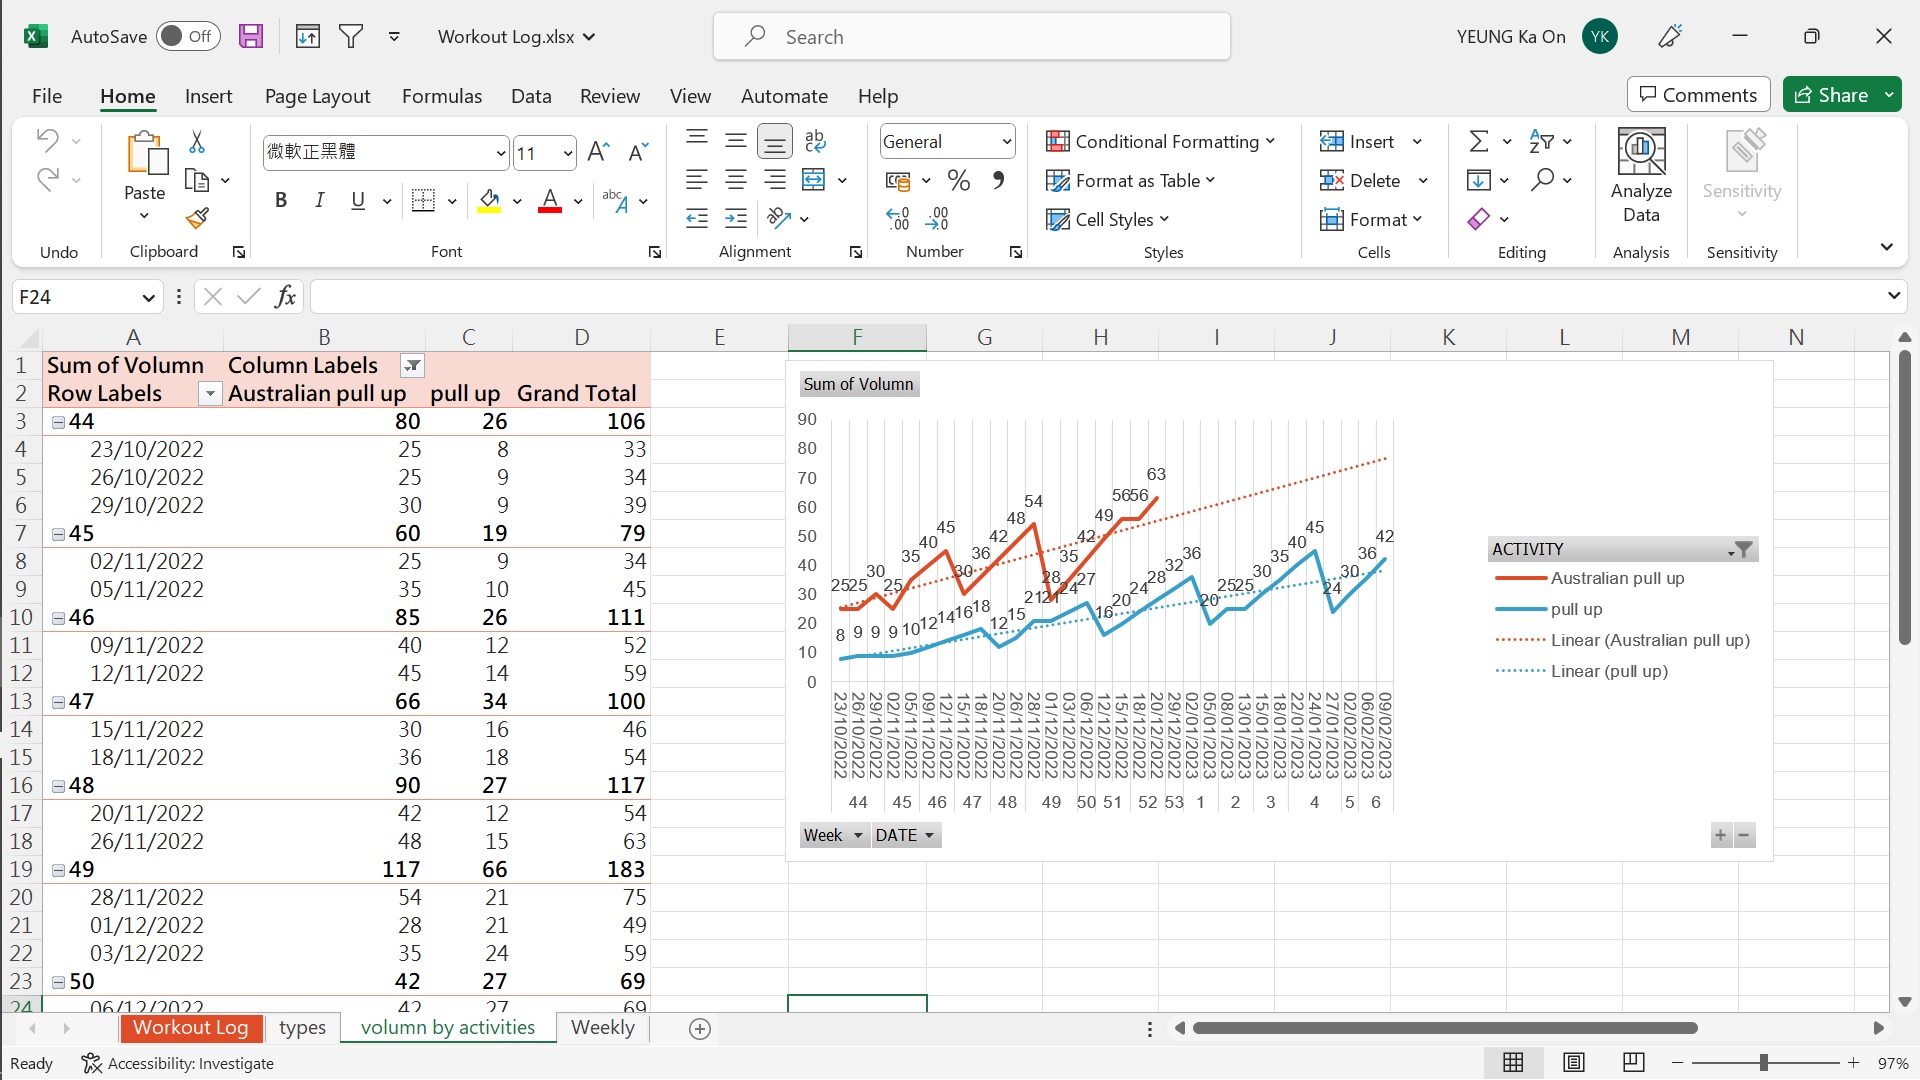 AutoSave Off Workout Log.xlsx Search YEUNG Ka On YK
File Home Insert Page Layout Formulas Data Review View Automate Help Comments Share
微軟正黑體 11 General Conditional Formatting Insert
Format as Table Delete
Paste Analyze Data Sensitivity
B I U Cell Styles Format
Undo Clipboard Font Alignment Number Styles Cells Editing Analysis Sensitivity
F24 fx
A B C D E F G H I J K L M N
1 Sum of Volumn Column Labels
2 Row Labels Australian pull up pull up Grand Total
3 44 80 26 106
4 23/10/2022 25 8 33
5 26/10/2022 25 9 34
6 29/10/2022 30 9 39
7 45 60 19 79
8 02/11/2022 25 9 34
9 05/11/2022 35 10 45
10 46 85 26 111
11 09/11/2022 40 12 52
12 12/11/2022 45 14 59
13 47 66 34 100
14 15/11/2022 30 16 46
15 18/11/2022 36 18 54
16 48 90 27 117
17 20/11/2022 42 12 54
18 26/11/2022 48 15 63
19 49 117 66 183
20 28/11/2022 54 21 75
21 01/12/2022 28 21 49
22 03/12/2022 35 24 59
23 50 42 27 69
24 06/12/2022 42 27 69
Sum of Volumn
90
80
70
60
50
40
30
20
10
0
25 25 30 25 35 40 45 30 36 42 48 54 28 35 42 49 56 56 63
8 9 9 9 10 12 14 16 18 12 15 21 21 24 27 16 20 24 28 32 36 20 25 25 30 35 40 45 24 30 36 42
23/10/2022 26/10/2022 29/10/2022 02/11/2022 05/11/2022 09/11/2022 12/11/2022 15/11/2022 18/11/2022 20/11/2022 26/11/2022 28/11/2022 01/12/2022 03/12/2022 06/12/2022 12/12/2022 15/12/2022 18/12/2022 20/12/2022 29/12/2022 02/01/2023 05/01/2023 08/01/2023 13/01/2023 15/01/2023 18/01/2023 22/01/2023 24/01/2023 27/01/2023 02/02/2023 06/02/2023 09/02/2023
44 45 46 47 48 49 50 51 52 53 1 2 3 4 5 6
Week DATE
ACTIVITY
Australian pull up
pull up
Linear (Australian pull up)
Linear (pull up)
Workout Log types volumn by activities Weekly
Ready Accessibility: Investigate 97%